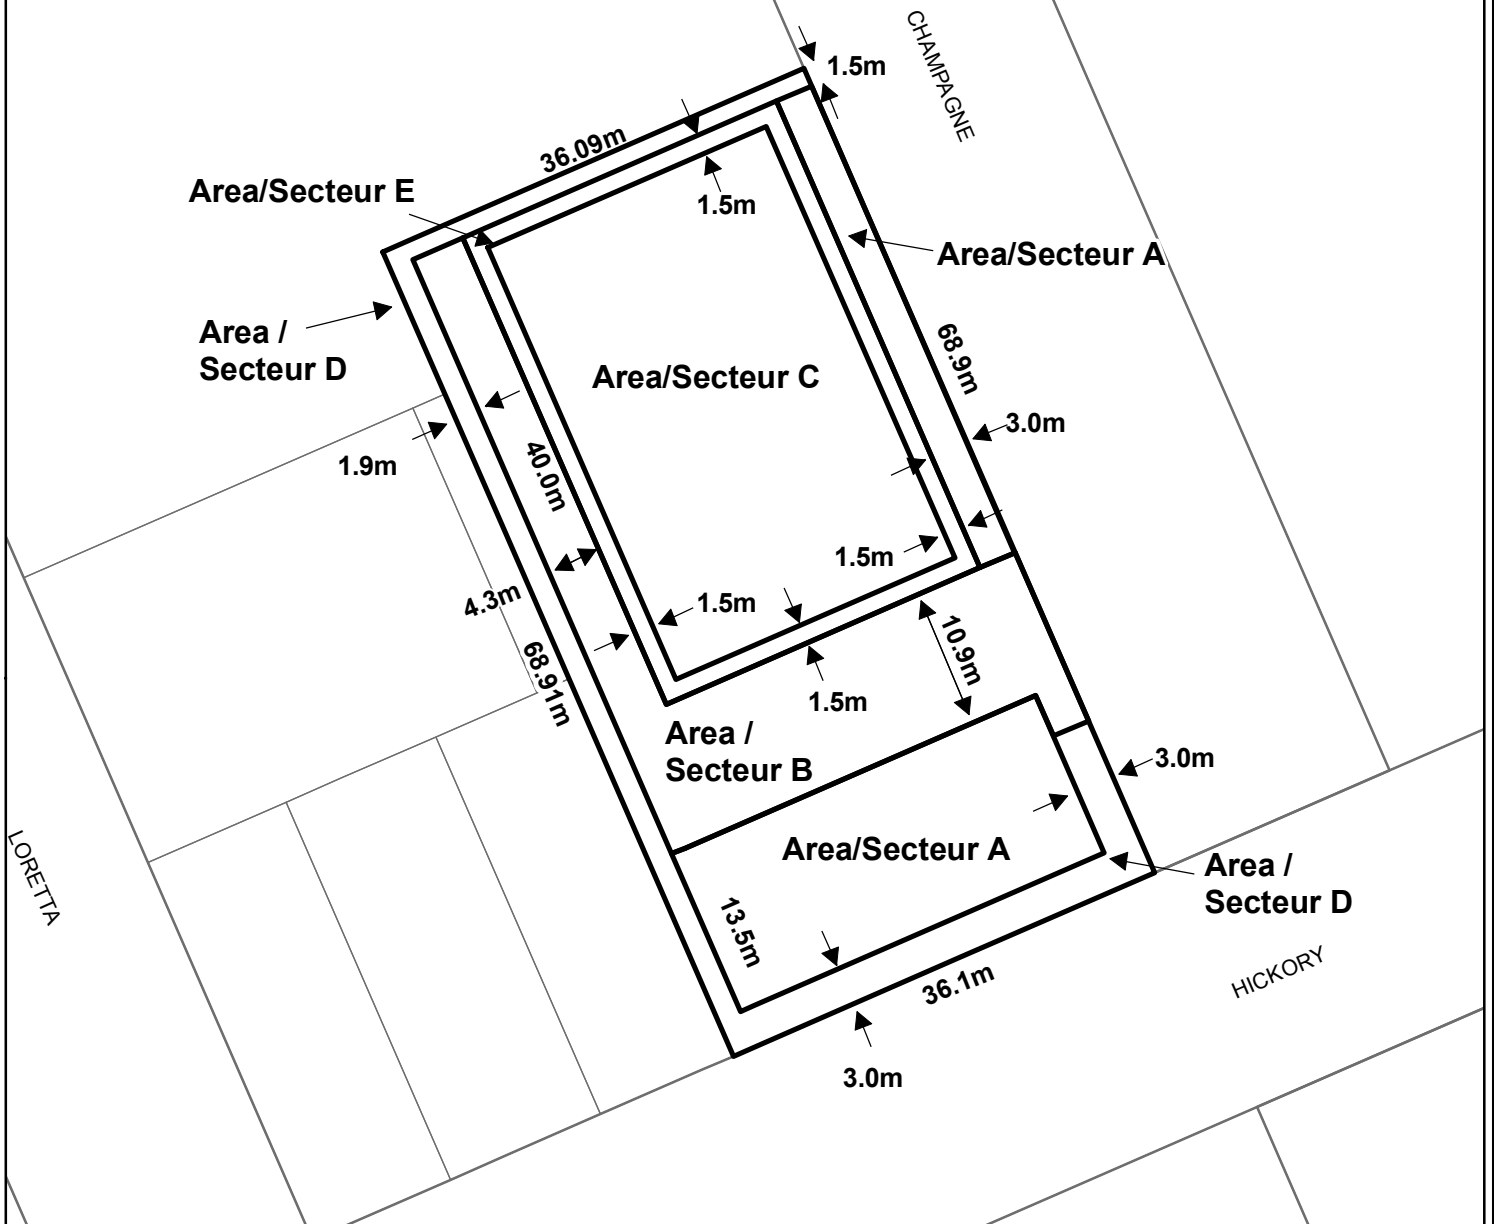 CHAMPAGNE
1.5m
36.09m
Area/Secteur E
1.5m
Area/Secteur A
Area /
Secteur D
68.9m
Area/Secteur C
3.0m
1.9m
40.0m
1.5m
4.3m
1.5m
10.9m
68.91m
1.5m
Area /
Secteur B
3.0m
LORETTA
Area/Secteur A
Area /
Secteur D
13.5m
36.1m
HICKORY
3.0m